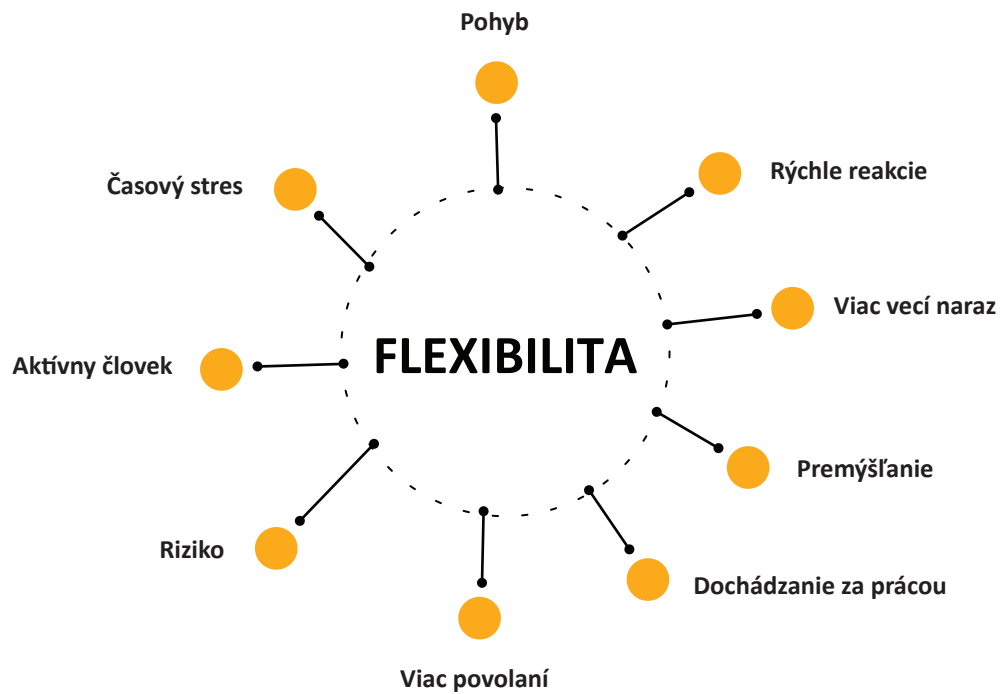 Pohyb
Rýchle reakcie
Časový stres
Viac vecí naraz
FLEXIBILITA
Aktívny človek
Premýšľanie
Riziko
Dochádzanie za prácou
Viac povolaní